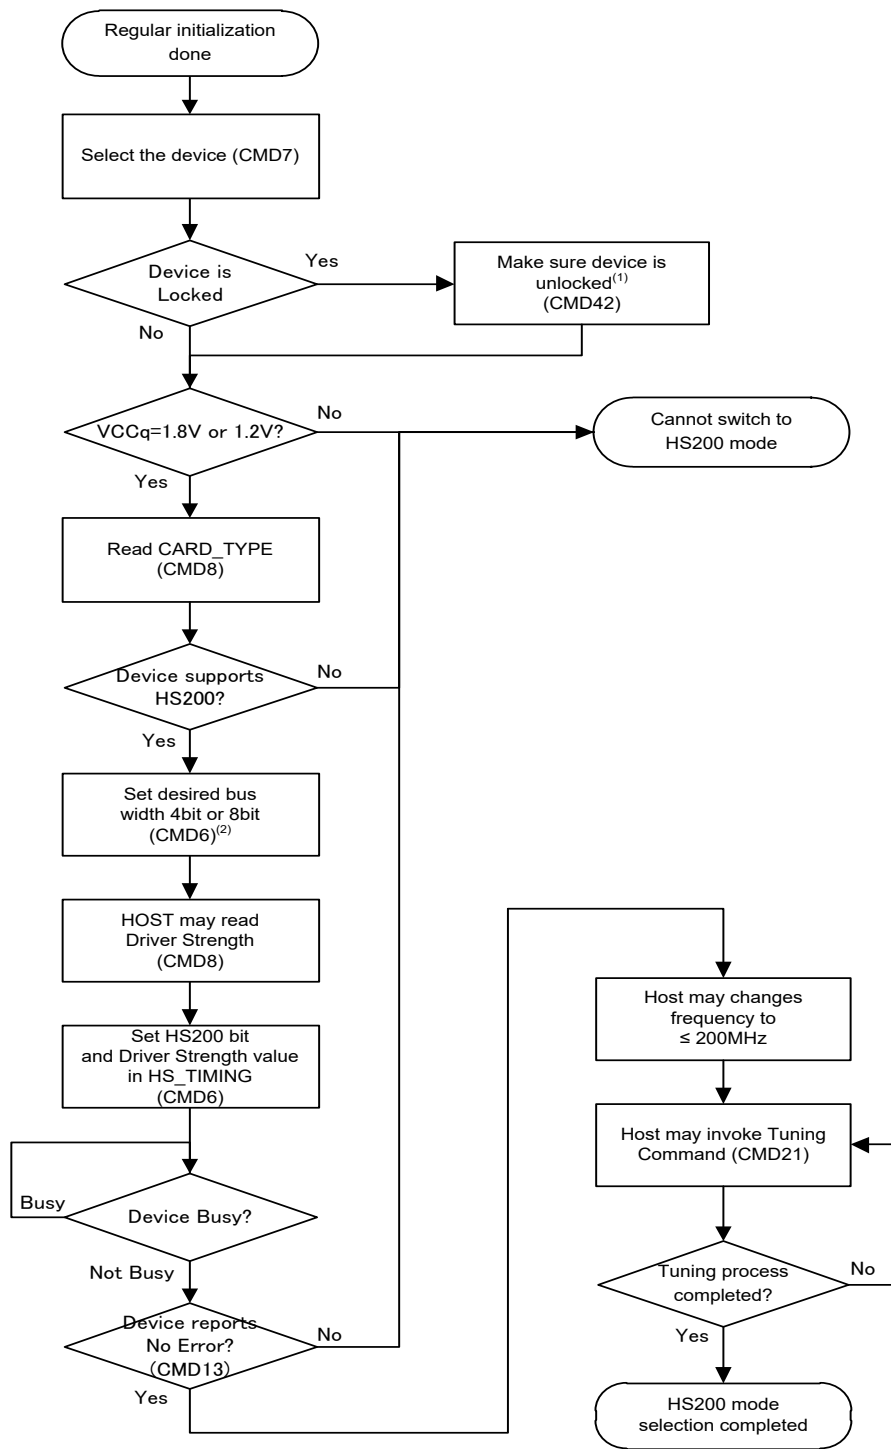 Regular initialization
done
Select the device (CMD7)
Device is
Locked
Yes
Make sure device is
unlocked(1)
(CMD42)
No
VCCq=1.8V or 1.2V?
No
Cannot switch to
HS200 mode
Yes
Read CARD_TYPE
(CMD8)
Device supports
HS200?
No
Yes
Set desired bus
width 4bit or 8bit
(CMD6)(2)
HOST may read
Driver Strength
(CMD8)
Set HS200 bit
and Driver Strength value
in HS_TIMING
(CMD6)
Busy
Device Busy?
Not Busy
Device reports
No Error?
(CMD13)
No
Yes
Host may changes
frequency to
≤ 200MHz
Host may invoke Tuning
Command (CMD21)
Tuning process
completed?
No
Yes
HS200 mode
selection completed